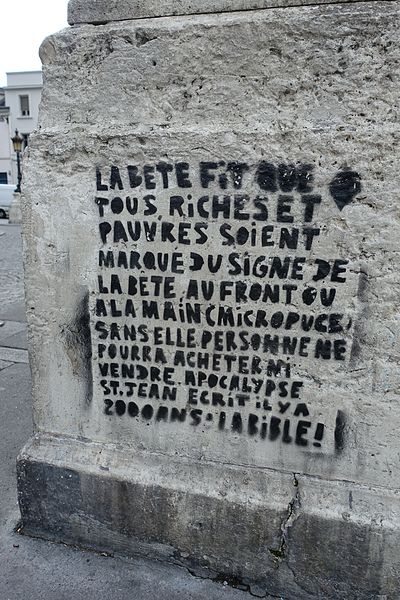 LA BETE FIT QUE
TOUS, RICHES ET
PAUVRES SOIENT
MARQUE DU SIGNE DE
LA BÊTE AU FRONT OU
A LA MAIN (MICROPUCE)
SANS ELLE PERSONNE NE
POURRA ACHETER NI
VENDRE. APOCALYPSE
ST. JEAN ECRIT IL Y A
2000 ANS. LA BIBLE!